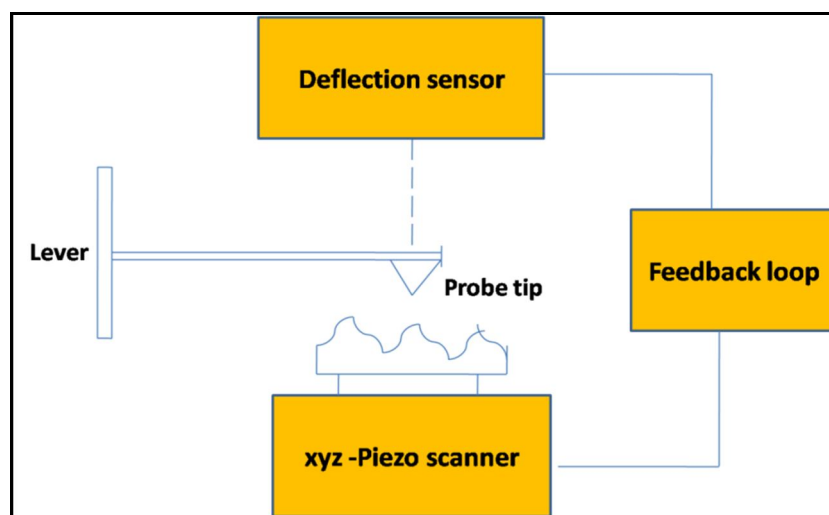 Deflection sensor
Lever
Probe tip
Feedback loop
xyz -Piezo scanner